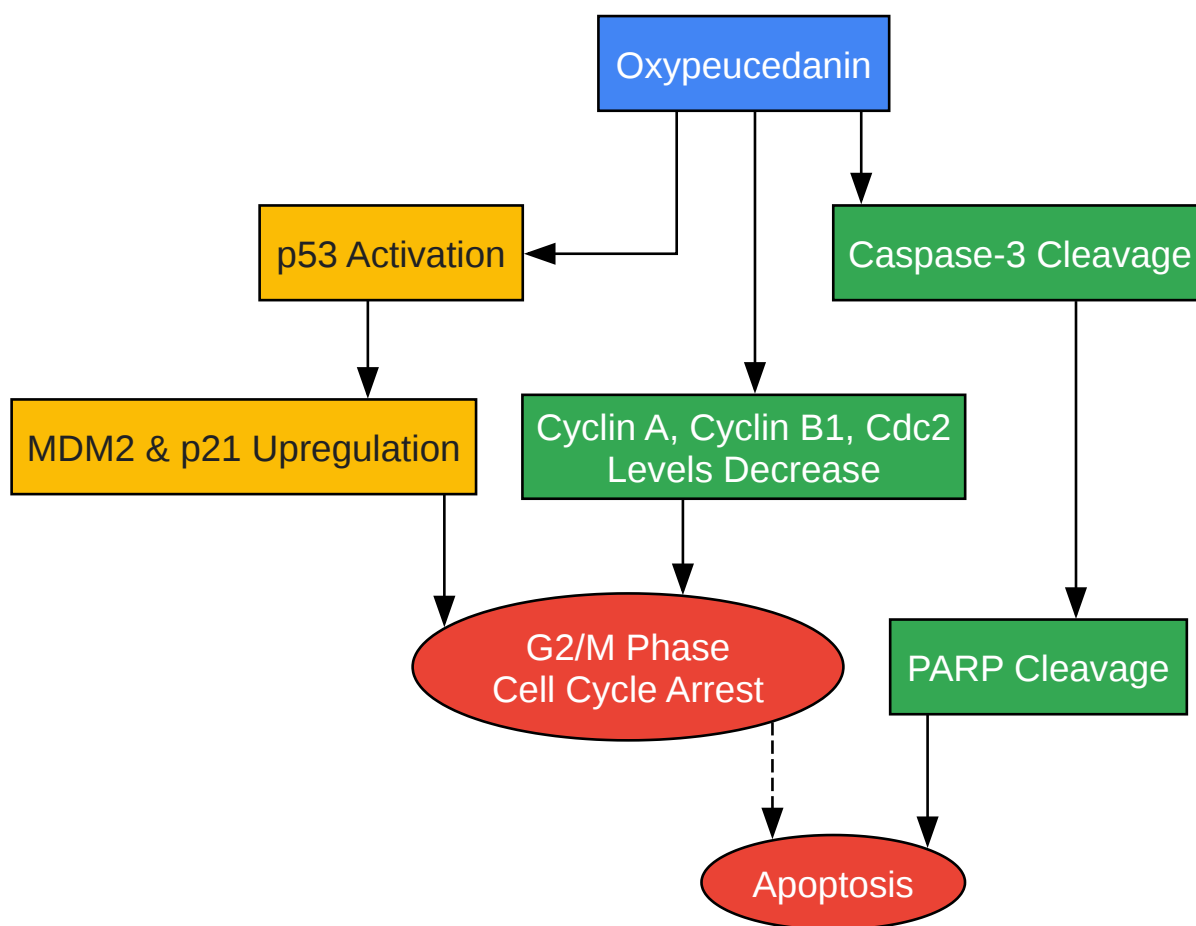 Oxypeucedanin
p53 Activation
Caspase-3 Cleavage
MDM2 & p21 Upregulation
Cyclin A, Cyclin B1, Cdc2
Levels Decrease
G2/M Phase
Cell Cycle Arrest
PARP Cleavage
Apoptosis